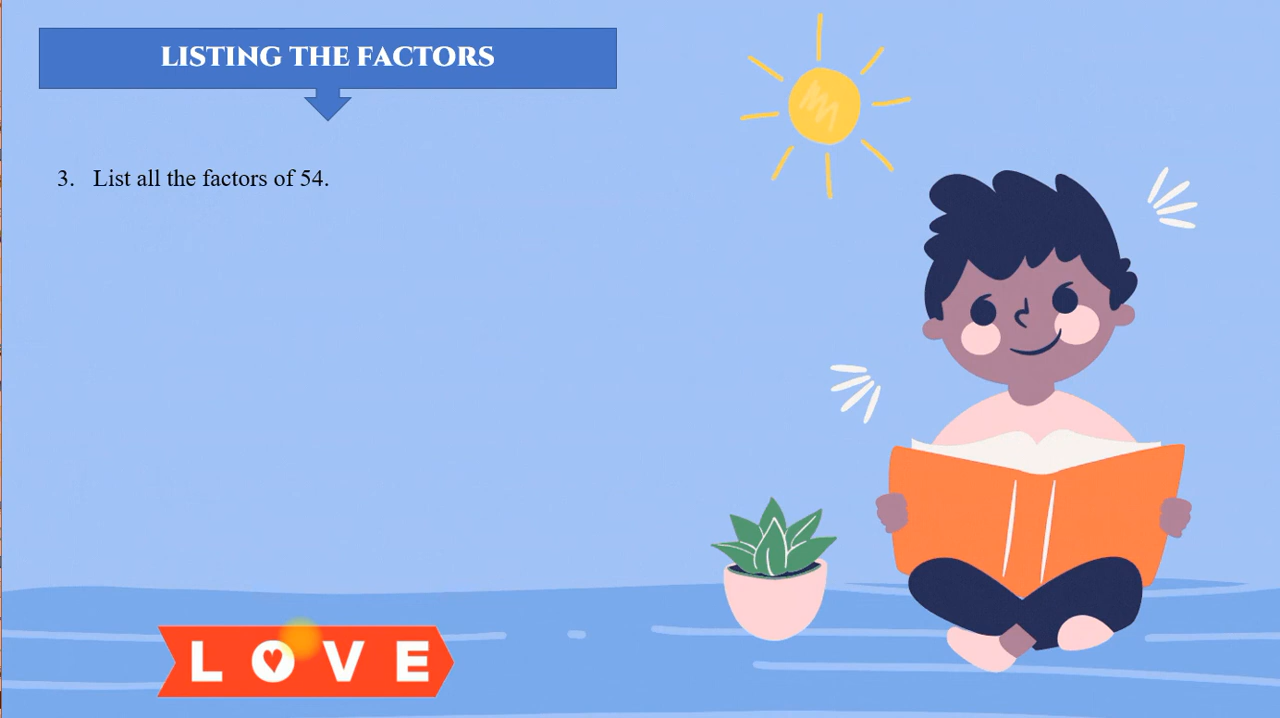 LISTING THE FACTORS
3. List all the factors of 54.
LOVE